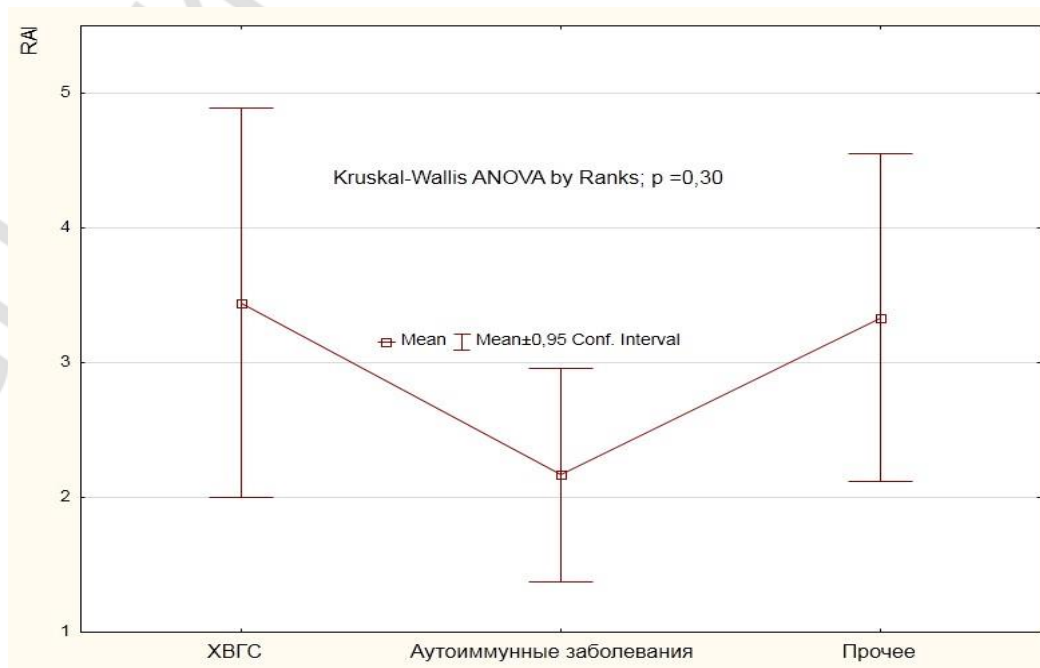 RAI
5
Kruskal-Wallis ANOVA by Ranks; p =0,30
4
Mean Mean±0,95 Conf. Interval
3
2
1
ХВГС Аутоиммунные заболевания Прочее